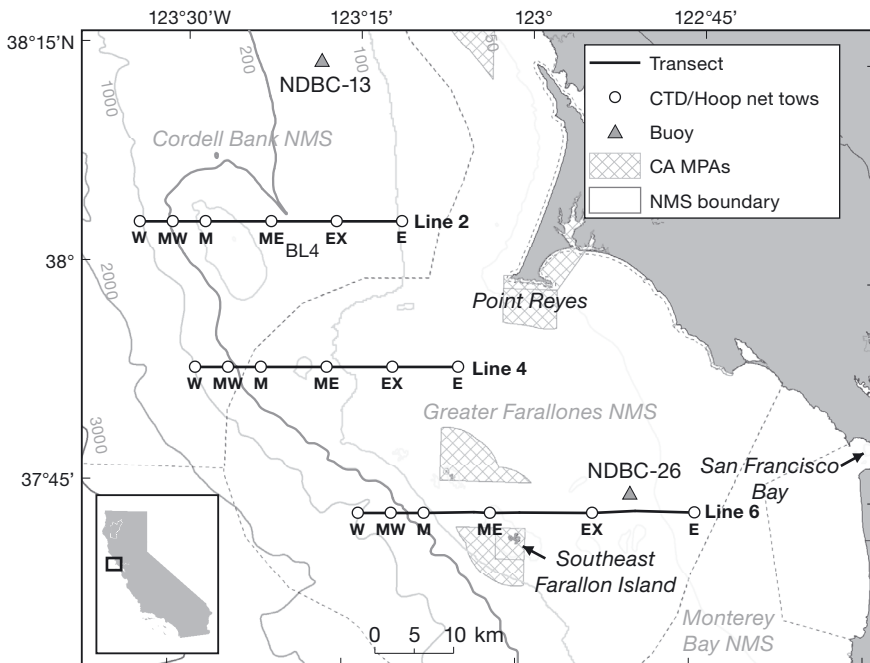 123°30’W
123°15’
123°
122°45’
38°15’N
38°
37°45’
200
100
50
1000
2000
3000
NDBC-13
Cordell Bank NMS
Transect
CTD/Hoop net tows
Buoy
CA MPAs
NMS boundary
Line 2
W MW M ME EX E
BL4
Point Reyes
Line 4
W MW M ME EX E
Greater Farallones NMS
NDBC-26
San Francisco
Bay
Line 6
W MW M ME EX E
Southeast
Farallon Island
Monterey
Bay NMS
0 5 10 km